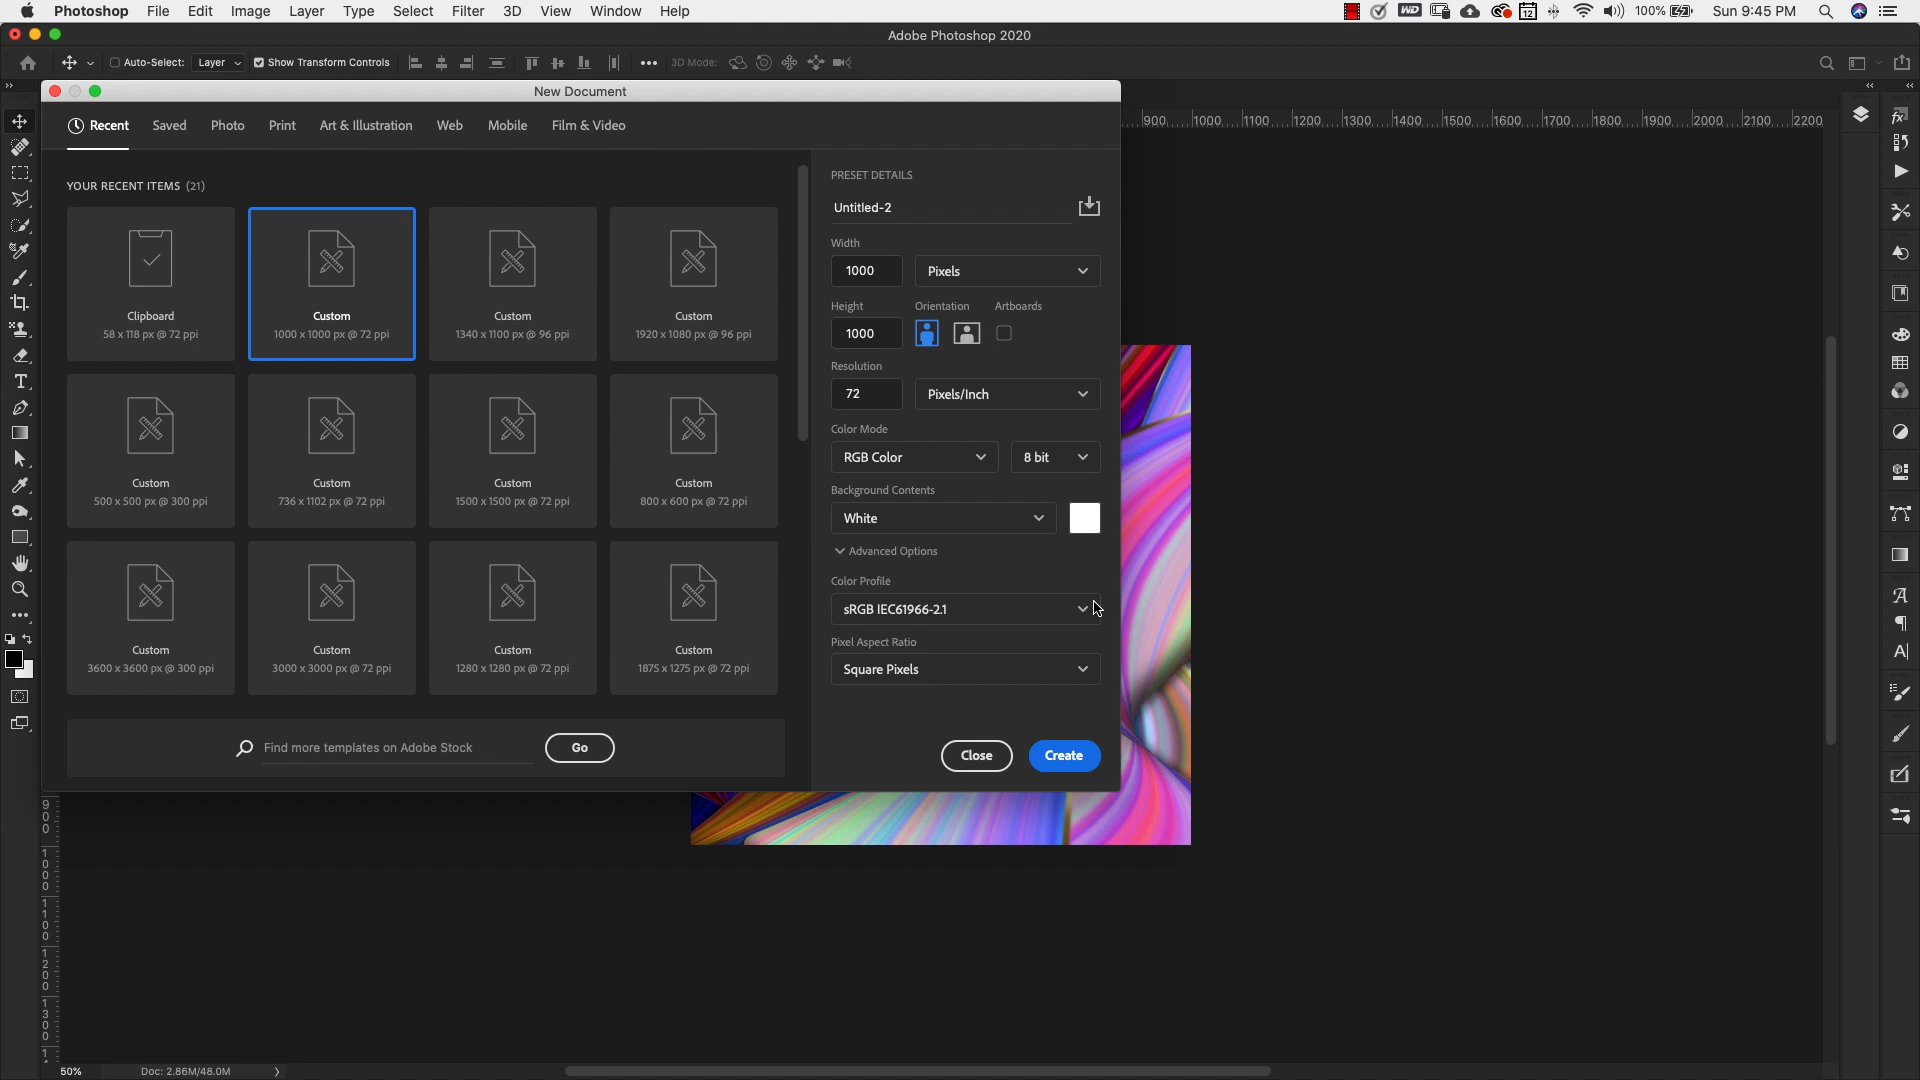 Photoshop File Edit Image Layer Type Select Filter 3D View Window Help 100% Sun 9:45 PM
WD 12
Adobe Photoshop 2020
Auto-Select: Layer Show Transform Controls 3D Mode:
New Document
900 1000 1100 1200 1300 1400 1500 1600 1700 1800 1900 2000 2100 2200
Recent Saved Photo Print Art & Illustration Web Mobile Film & Video
YOUR RECENT ITEMS (21)
Clipboard
58 x 118 px @ 72 ppi
Custom
1000 x 1000 px @ 72 ppi
Custom
1340 x 1100 px @ 96 ppi
Custom
1920 x 1080 px @ 96 ppi
Custom
500 x 500 px @ 300 ppi
Custom
736 x 1102 px @ 72 ppi
Custom
1500 x 1500 px @ 72 ppi
Custom
800 x 600 px @ 72 ppi
Custom
3600 x 3600 px @ 300 ppi
Custom
3000 x 3000 px @ 72 ppi
Custom
1280 x 1280 px @ 72 ppi
Custom
1875 x 1275 px @ 72 ppi
Find more templates on Adobe Stock Go
PRESET DETAILS
Untitled-2
Width
1000 Pixels
Height Orientation Artboards
1000
Resolution
72 Pixels/Inch
Color Mode
RGB Color 8 bit
Background Contents
White
Advanced Options
Color Profile
sRGB IEC61966-2.1
Pixel Aspect Ratio
Square Pixels
Close Create
900
1000
1100
1200
1300
1
50% Doc: 2.86M/48.0M